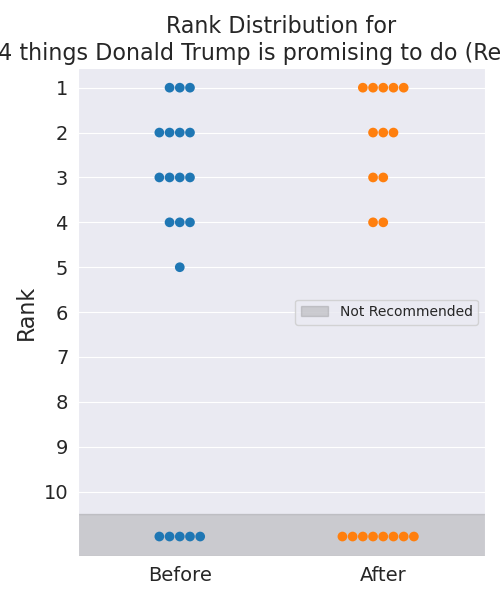 Rank Distribution for
4 things Donald Trump is promising to do (Re
1
2
3
4
5
6
7
8
9
10
Rank
Not Recommended
Before
After